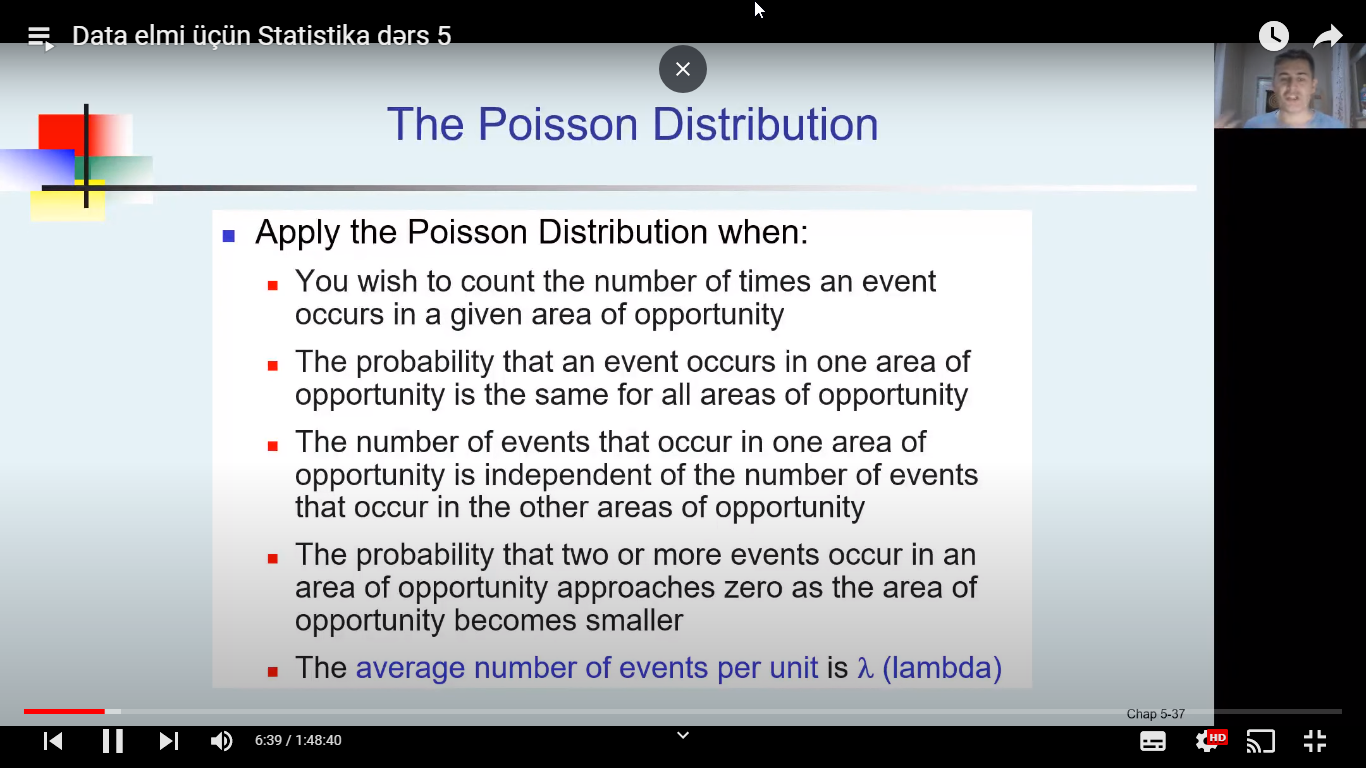 Data elmi üçün Statistika dərs 5
The Poisson Distribution
Apply the Poisson Distribution when:
You wish to count the number of times an event
occurs in a given area of opportunity
The probability that an event occurs in one area of
opportunity is the same for all areas of opportunity
The number of events that occur in one area of
opportunity is independent of the number of events
that occur in the other areas of opportunity
The probability that two or more events occur in an
area of opportunity approaches zero as the area of
opportunity becomes smaller
The average number of events per unit is λ (lambda)
Chap 5-37
6:39 / 1:48:40
HD